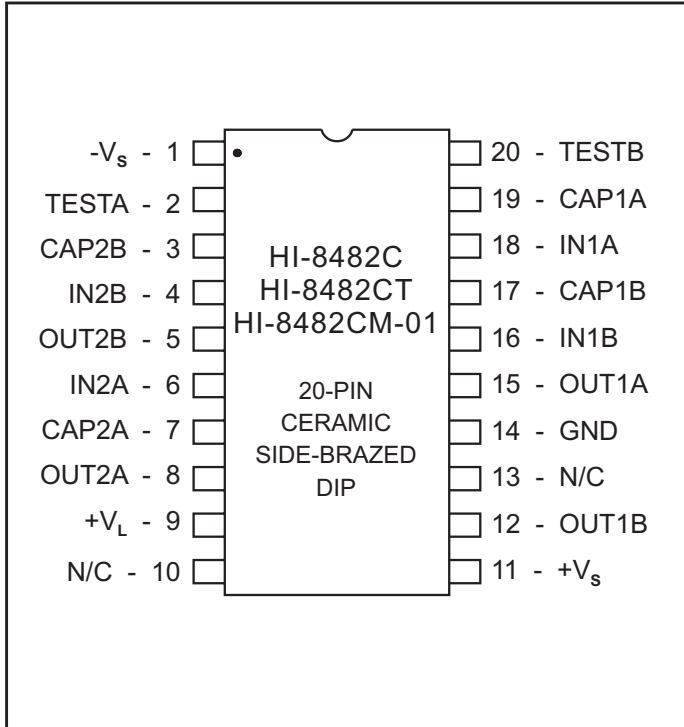 -Vs - 1
TESTA - 2
CAP2B - 3
IN2B - 4
OUT2B - 5
IN2A - 6
CAP2A - 7
OUT2A - 8
+VL - 9
N/C - 10
HI-8482C
HI-8482CT
HI-8482CM-01
20-PIN
CERAMIC
SIDE-BRAZED
DIP
20 - TESTB
19 - CAP1A
18 - IN1A
17 - CAP1B
16 - IN1B
15 - OUT1A
14 - GND
13 - N/C
12 - OUT1B
11 - +Vs